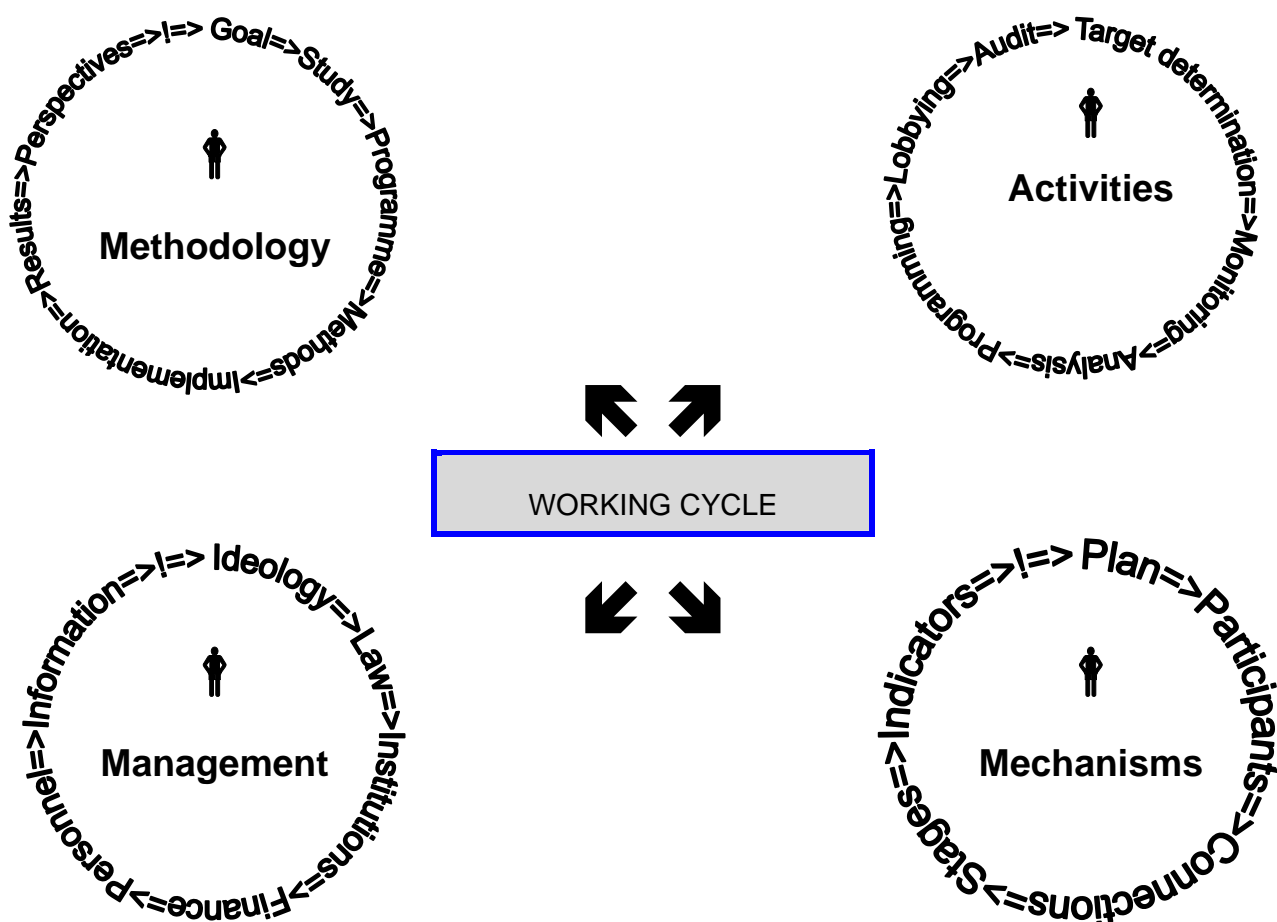 Goal=>Study=>Programme=>Methods=>Implementation=>Results=>Perspectives=>!=>
Methodology
Target determination=>Monitoring=>Analysis=>Programming=>Lobbying=>Audit=>
Activities
WORKING CYCLE
Ideology=>Law=>Institutions=>Finance=>Personnel=>Information=>!=>
Management
Plan=>Participants=>Connections=>Stages=>Indicators=>!=>
Mechanisms